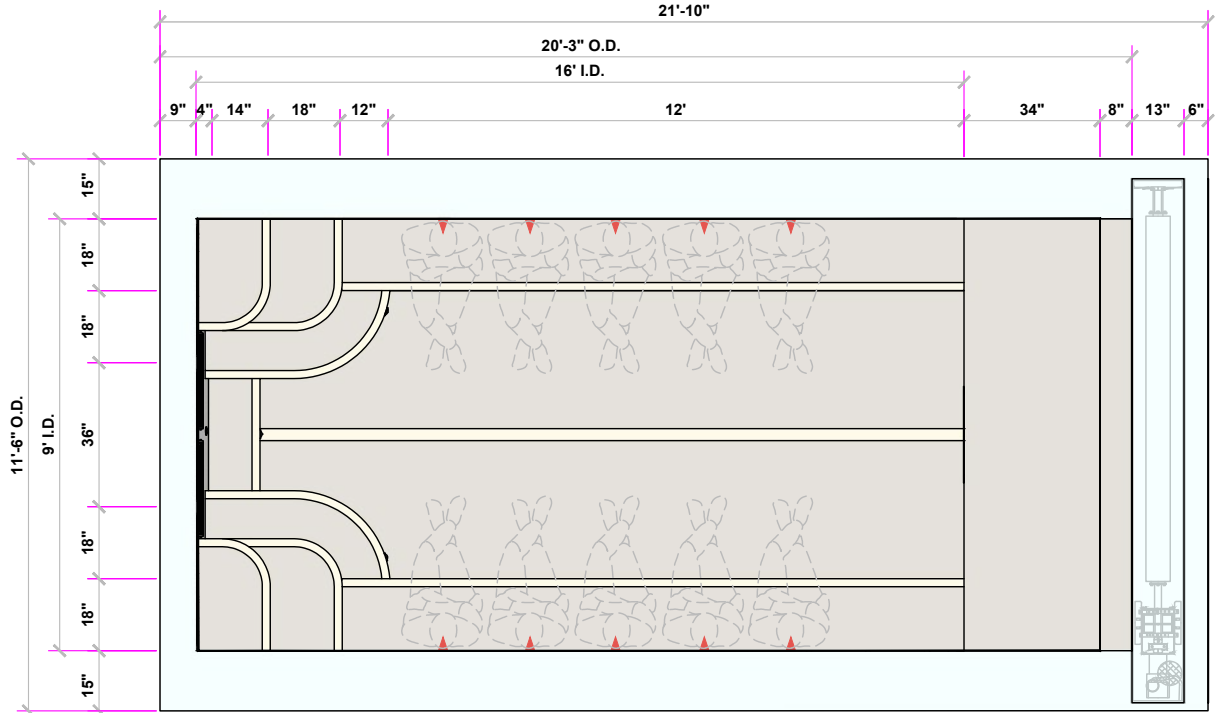 21'-10"
20'-3" O.D.
16' I.D.
9" 4" 14" 18" 12" 12' 34" 8" 13" 6"
15"
18"
18"
36"
18"
18"
15"
9' I.D.
11'-6" O.D.